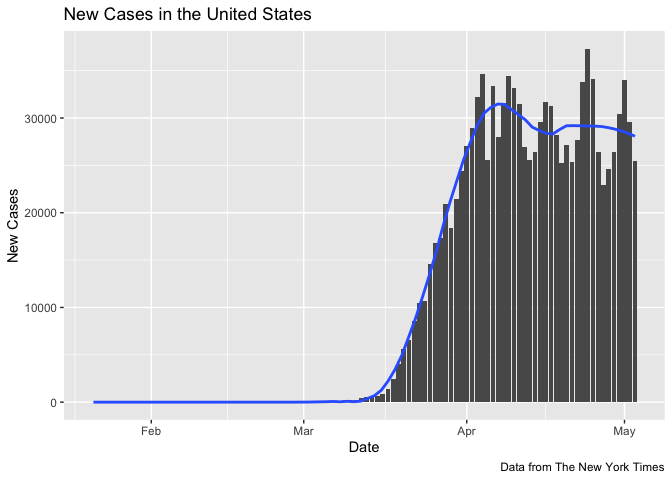 New Cases in the United States
New Cases
30000
20000
10000
0
Feb Mar Apr May
Date
Data from The New York Times